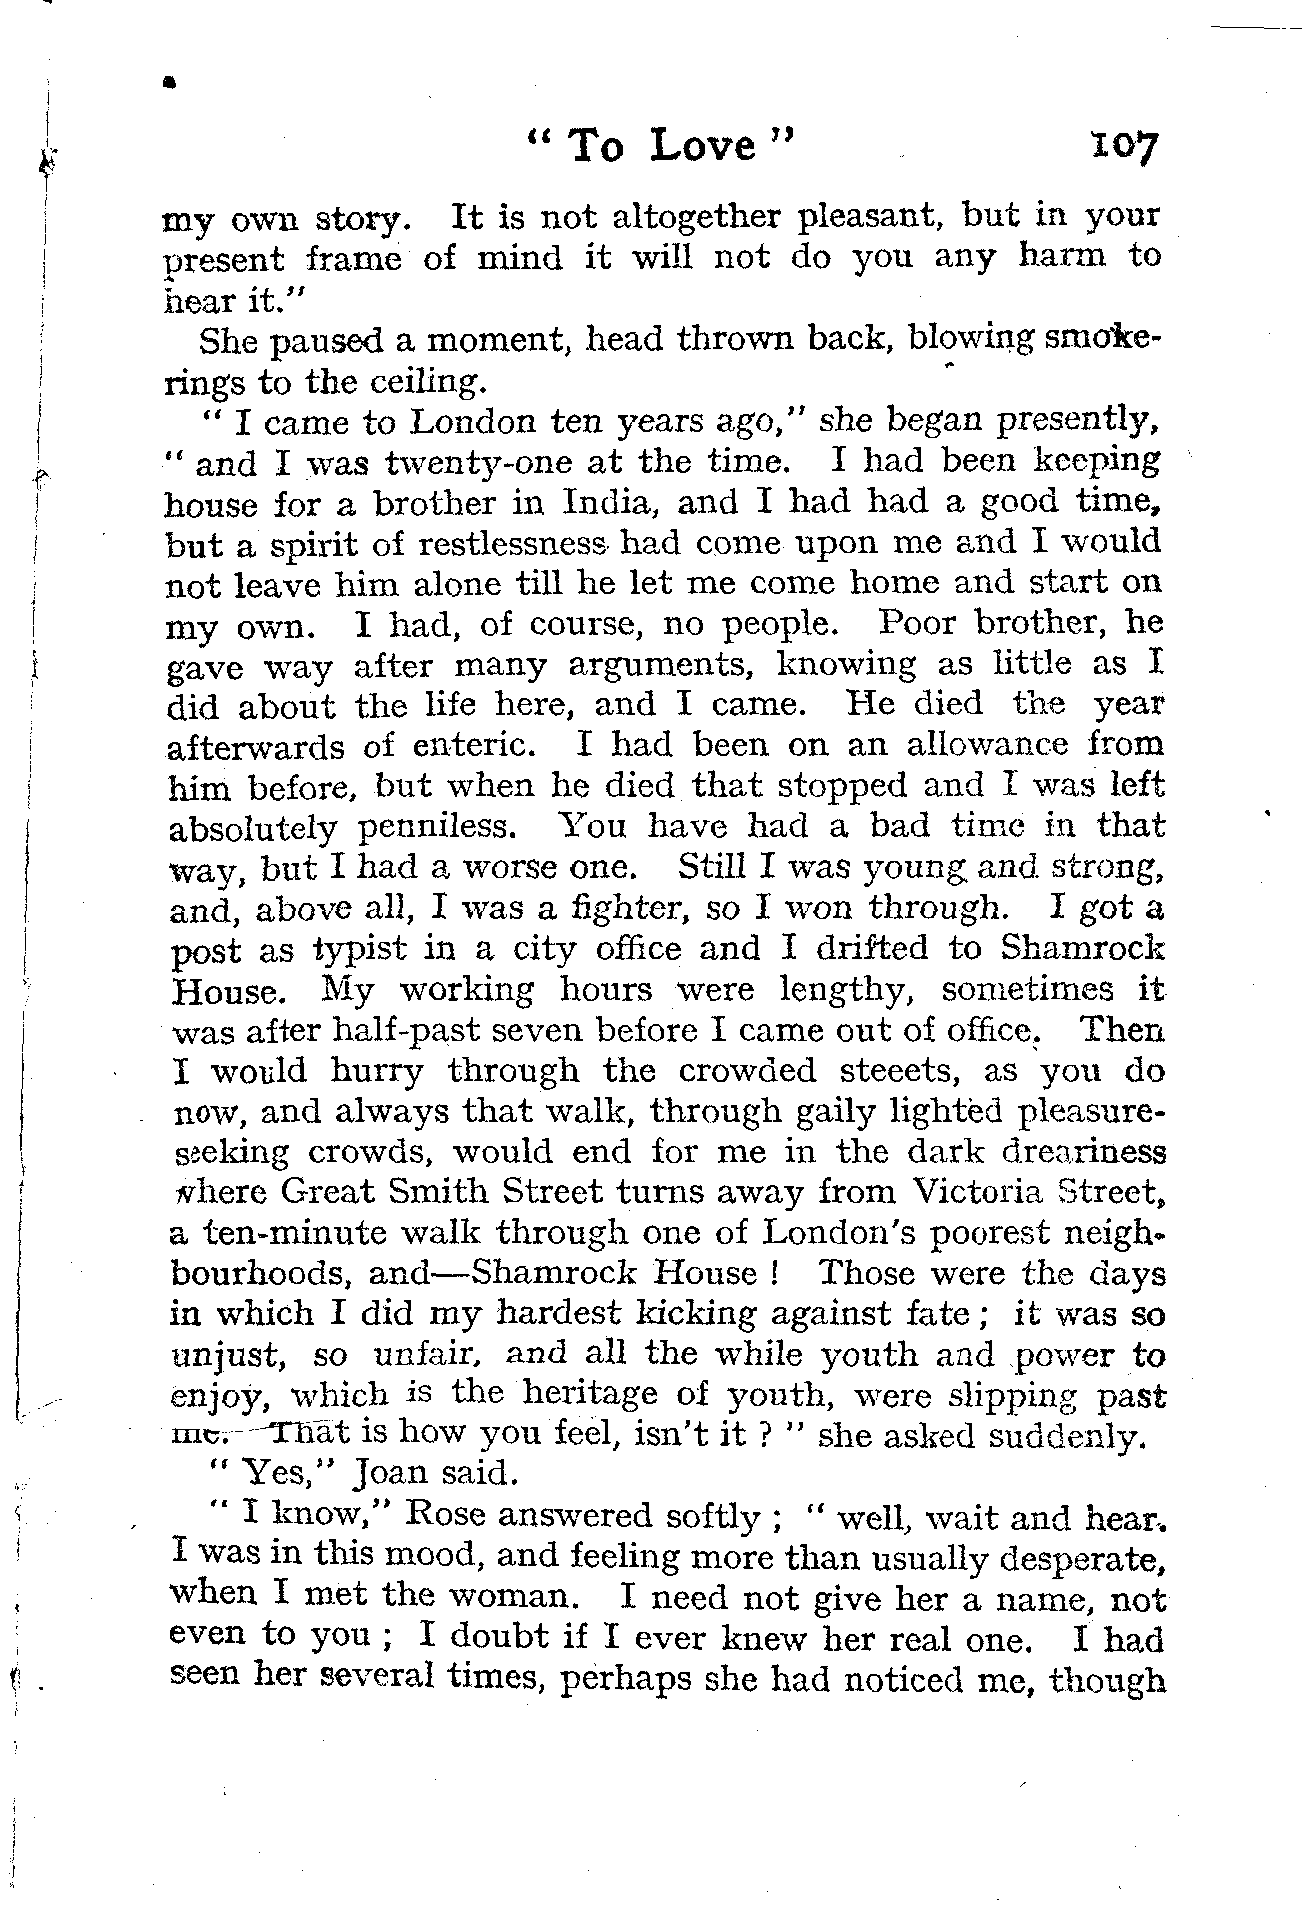 " To Love " 107
my own story. It is not altogether pleasant, but in your
present frame of mind it will not do you any harm to
hear it."
She paused a moment, head thrown back, blowing smoke-
rings to the ceiling.
" I came to London ten years ago," she began presently,
" and I was twenty-one at the time. I had been keeping
house for a brother in India, and I had had a good time,
but a spirit of restlessness had come upon me and I would
not leave him alone till he let me come home and start on
my own. I had, of course, no people. Poor brother, he
gave way after many arguments, knowing as little as I
did about the life here, and I came. He died the year
afterwards of enteric. I had been on an allowance from
him before, but when he died that stopped and I was left
absolutely penniless. You have had a bad time in that
way, but I had a worse one. Still I was young and strong,
and, above all, I was a fighter, so I won through. I got a
post as typist in a city office and I drifted to Shamrock
House. My working hours were lengthy, sometimes it
was after half-past seven before I came out of office. Then
I would hurry through the crowded steeets, as you do
now, and always that walk, through gaily lighted pleasure-
seeking crowds, would end for me in the dark dreariness
where Great Smith Street turns away from Victoria Street,
a ten-minute walk through one of London's poorest neigh-
bourhoods, and—Shamrock House ! Those were the days
in which I did my hardest kicking against fate ; it was so
unjust, so unfair, and all the while youth and power to
enjoy, which is the heritage of youth, were slipping past
me. That is how you feel, isn't it ? " she asked suddenly.
" Yes," Joan said.
" I know," Rose answered softly ; " well, wait and hear.
I was in this mood, and feeling more than usually desperate,
when I met the woman. I need not give her a name, not
even to you ; I doubt if I ever knew her real one. I had
seen her several times, perhaps she had noticed me, though